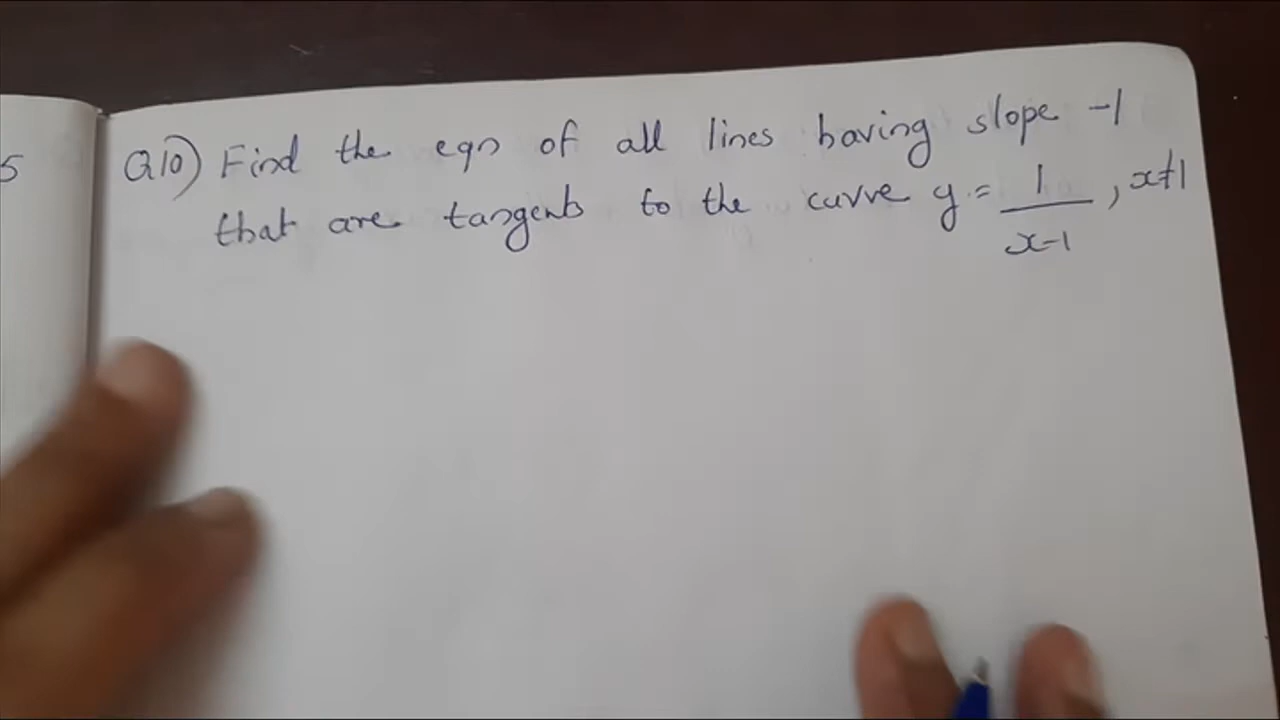 5
Q10) Find the eqn of all lines having slope -1
that are tangents to the curve y = 1/(x-1), x≠1